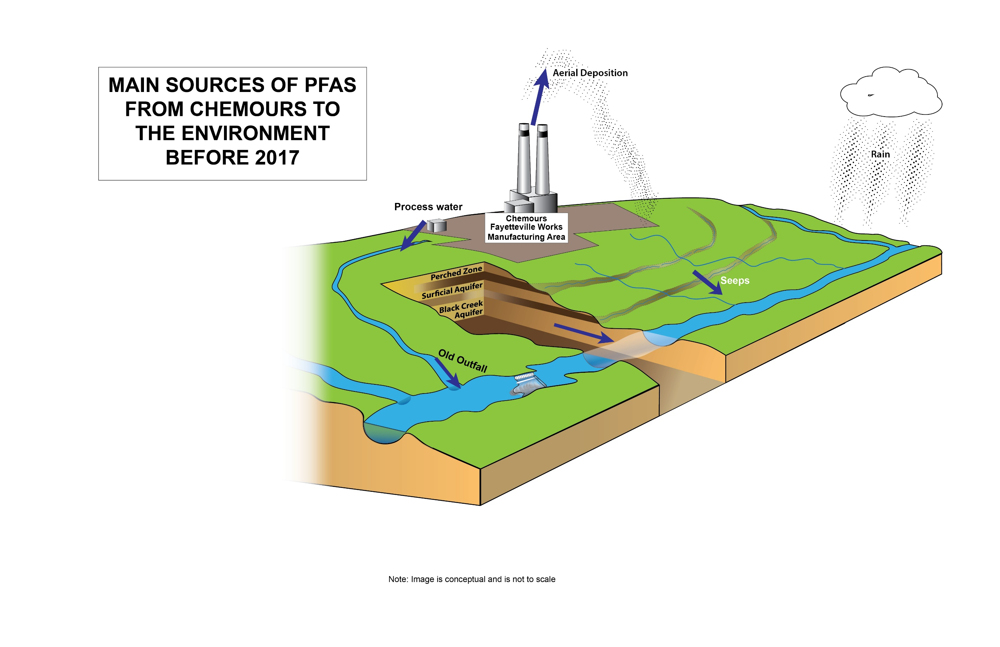 MAIN SOURCES OF PFAS
FROM CHEMOURS TO
THE ENVIRONMENT
BEFORE 2017
Aerial Deposition
Rain
Process water
Chemours
Fayetteville Works
Manufacturing Area
Perched Zone
Surficial Aquifer
Black Creek
Aquifer
Seeps
Old Outfall
Note: Image is conceptual and is not to scale